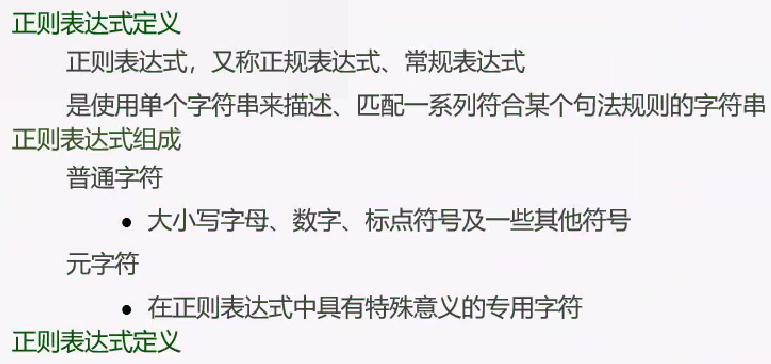 正则表达式定义
正则表达式，又称正规表达式、常规表达式
是使用单个字符串来描述、匹配一系列符合某个句法规则的字符串
正则表达式组成
普通字符
• 大小写字母、数字、标点符号及一些其他符号
元字符
• 在正则表达式中具有特殊意义的专用字符
正则表达式定义